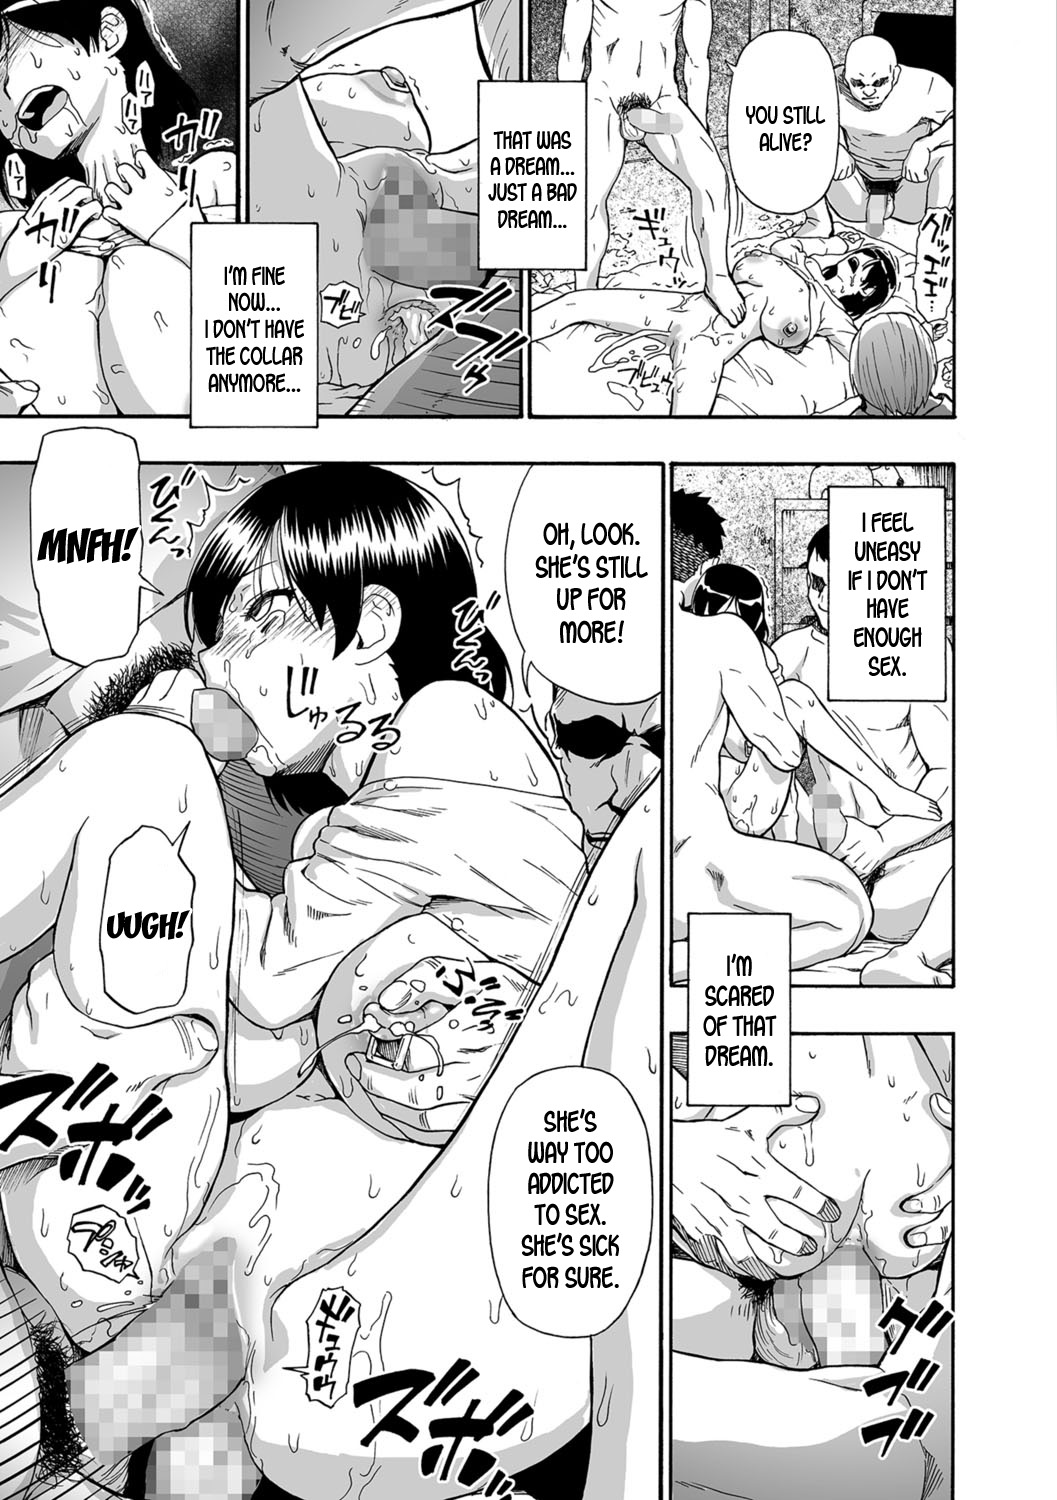 YOU STILL
ALIVE?
THAT WAS
A DREAM...
JUST A BAD
DREAM...
I'M FINE
NOW...
I DON'T HAVE
THE COLLAR
ANYMORE...
I FEEL
UNEASY
IF I DON'T
HAVE
ENOUGH
SEX.
OH, LOOK.
SHE'S STILL
UP FOR
MORE!
MNFH!
UUGH!
I'M
SCARED
OF THAT
DREAM.
SHE'S
WAY TOO
ADDICTED
TO SEX.
SHE'S SICK
FOR SURE.
じゅるるる
ズボッ
ズボッ